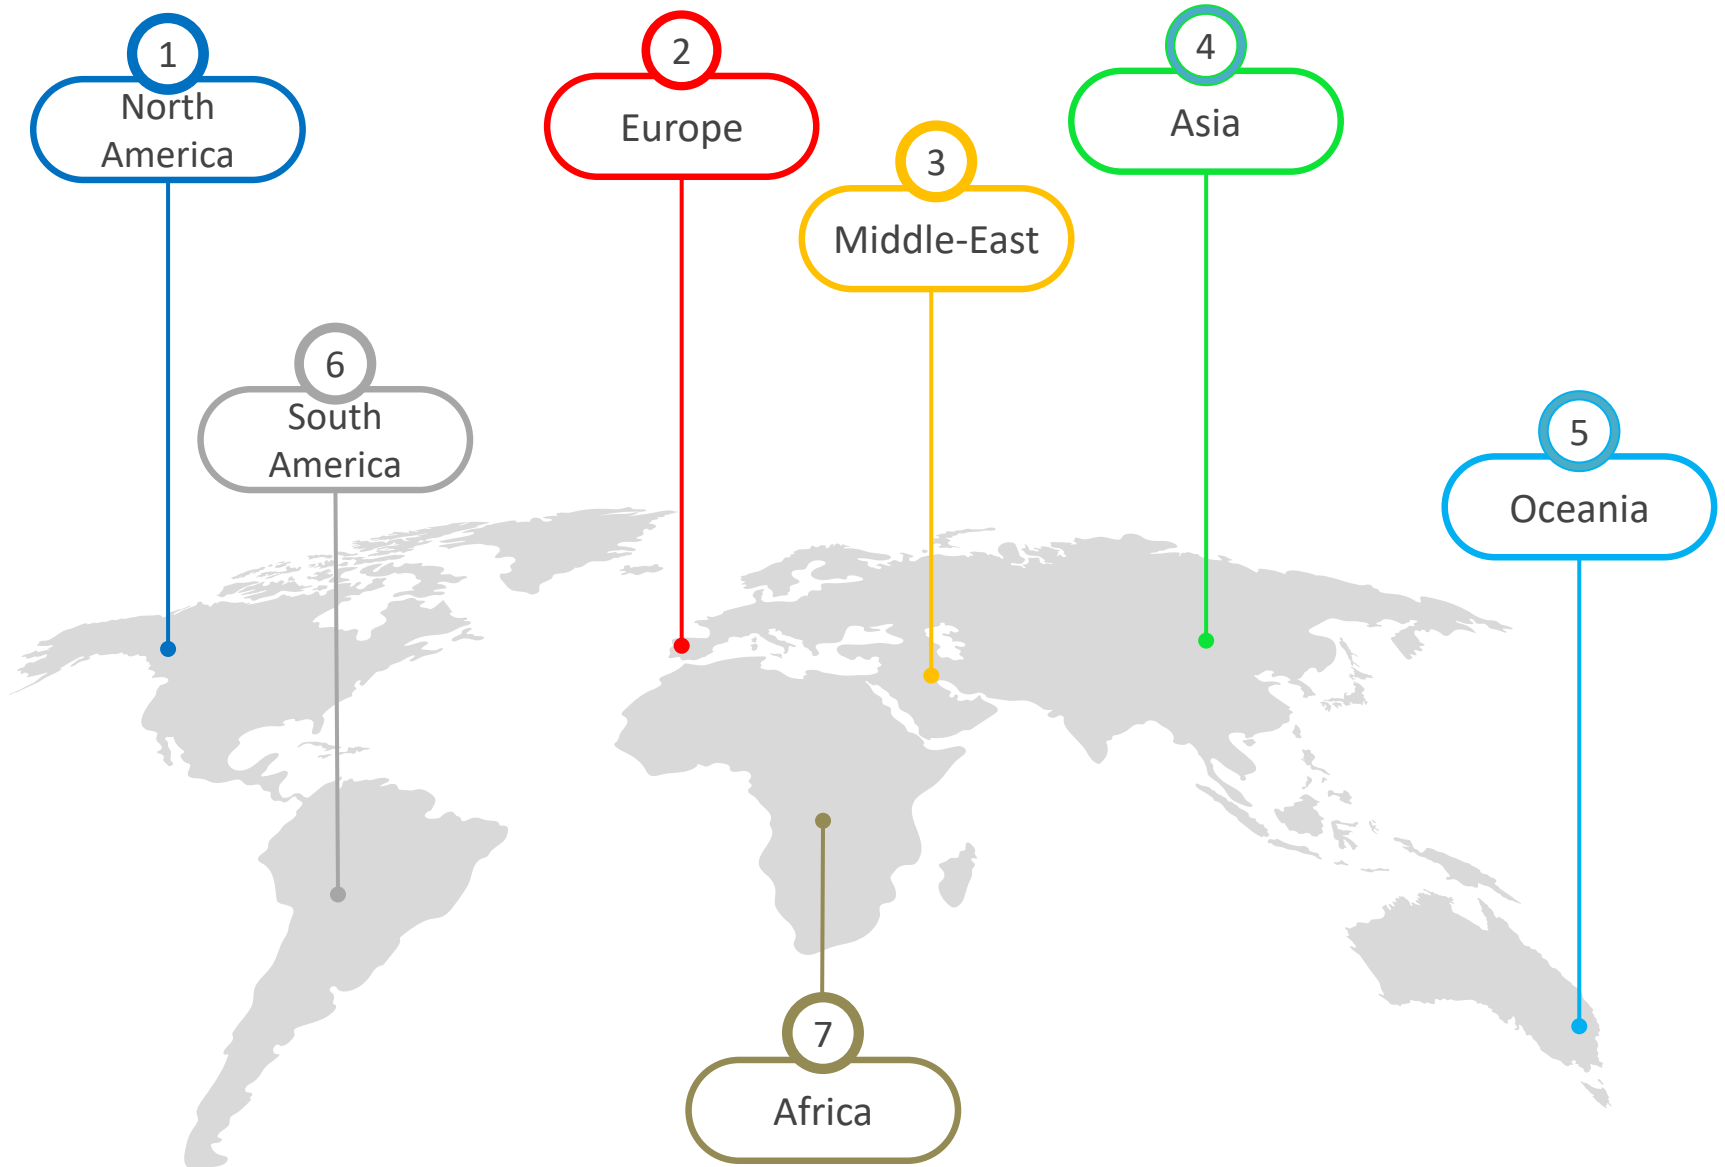 1
North
America
2
Europe
3
Middle-East
4
Asia
5
Oceania
6
South
America
7
Africa